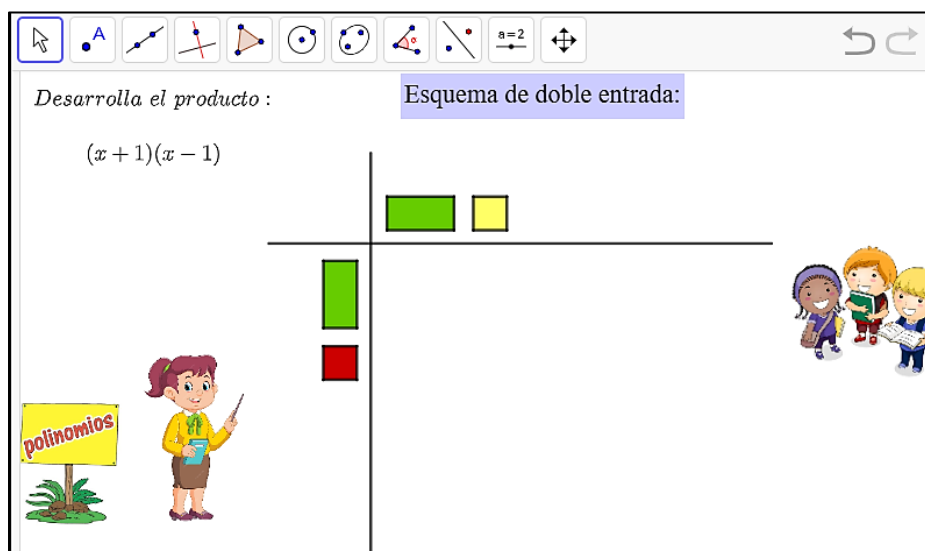 A
α
a = 2
Desarrolla el producto :
Esquema de doble entrada:
(x + 1)(x − 1)
polinomios